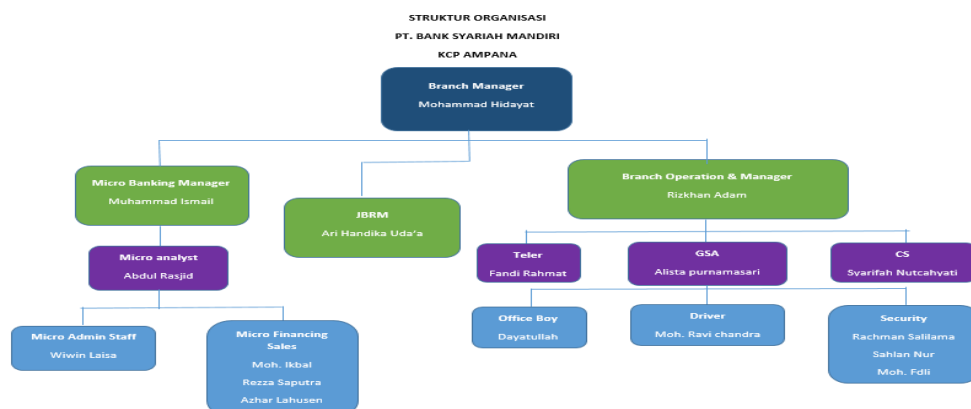 STRUKTUR ORGANISASI
PT. BANK SYARIAH MANDIRI
KCP AMPANA
Branch Manager
Mohammad Hidayat
Micro Banking Manager
Muhammad Ismail
JBRM
Ari Handika Uda'a
Branch Operation & Manager
Rizkhan Adam
Micro analyst
Abdul Rasjid
Teler
Fandi Rahmat
GSA
Alista purnamasari
CS
Syarifah Nutcahyati
Micro Admin Staff
Wiwin Laisa
Micro Financing
Sales
Moh. Ikbal
Rezza Saputra
Azhar Lahusen
Office Boy
Dayatullah
Driver
Moh. Ravi chandra
Security
Rachman Salilama
Sahlan Nur
Moh. Fdli